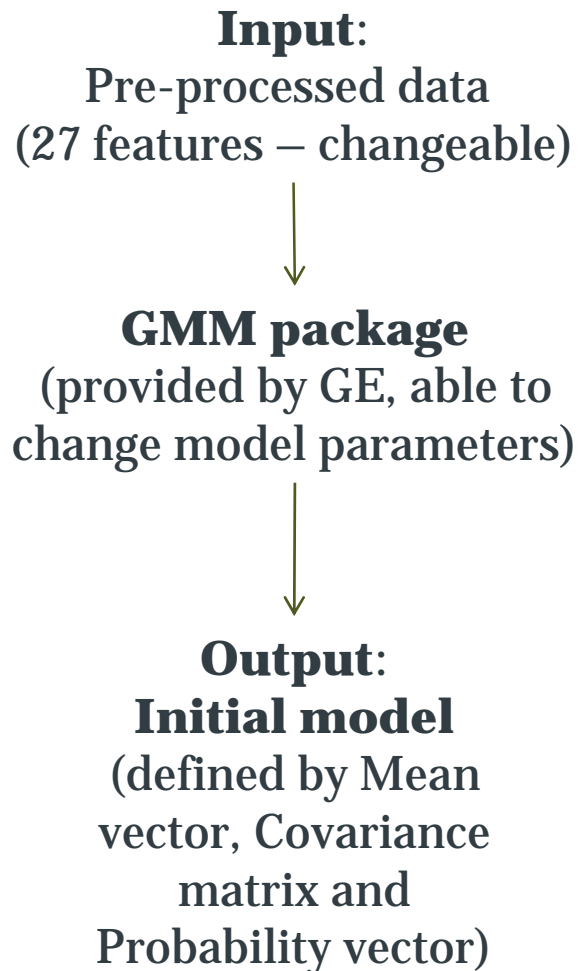 Input:
Pre-processed data
(27 features – changeable)
GMM package
(provided by GE, able to
change model parameters)
Output:
Initial model
(defined by Mean
vector, Covariance
matrix and
Probability vector)